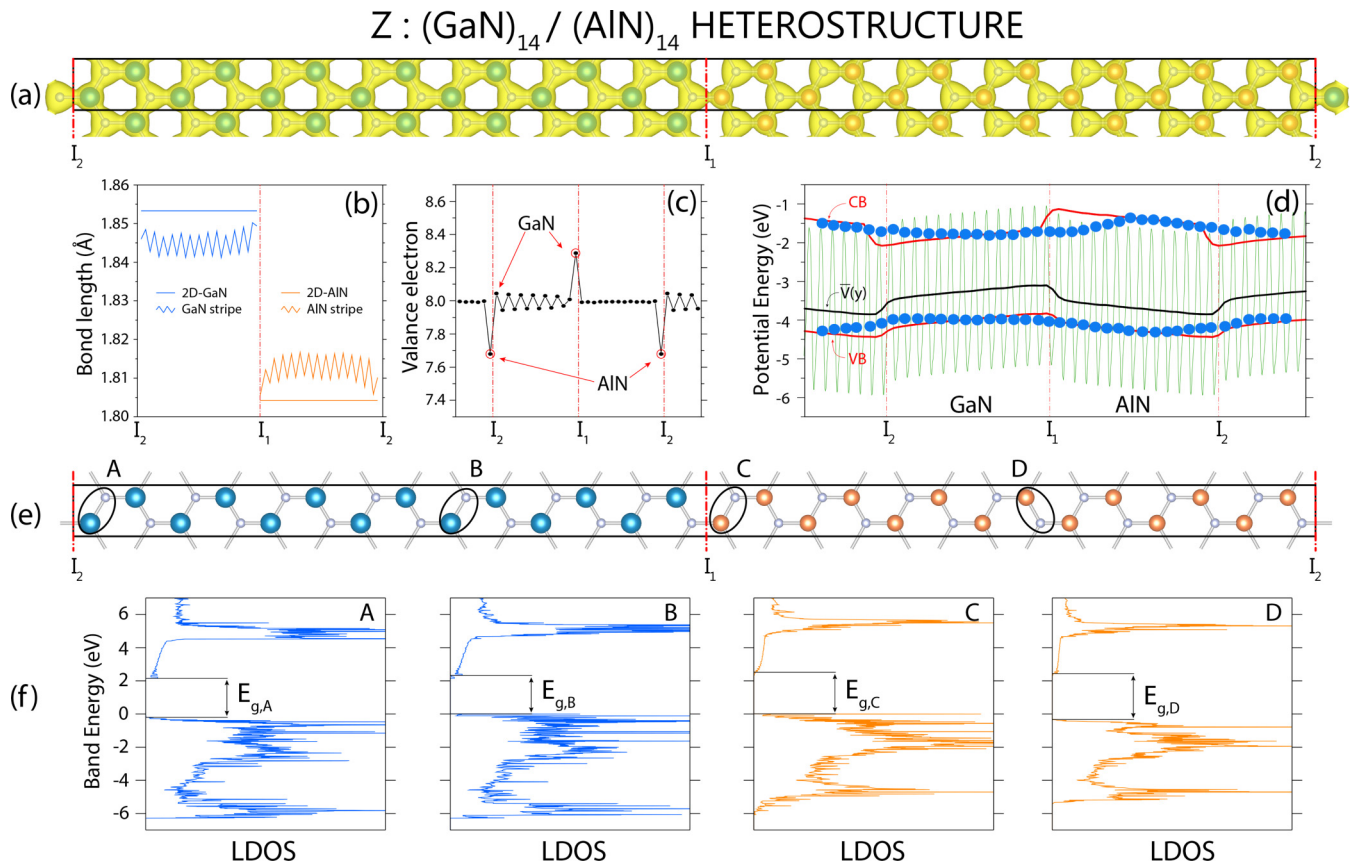 Z : (GaN)14 / (AlN)14 HETEROSTRUCTURE
(a)
I2 I1 I2
(b)
1.86
1.85
1.84
1.83
1.82
1.81
1.80
Bond length (Å)
2D-GaN
GaN stripe
2D-AlN
AlN stripe
I2 I1 I2
(c)
8.6
8.4
8.2
8.0
7.8
7.6
7.4
Valance electron
GaN
AlN
I2 I1 I2
(d)
-1
-2
-3
-4
-5
-6
Potential Energy (eV)
CB
V̅(y)
VB
GaN AlN
I2 I1 I2
(e)
A B C D
I2 I1 I2
(f)
Band Energy (eV)
6
4
2
0
-2
-4
-6
A
Eg,A
LDOS
B
Eg,B
LDOS
C
Eg,C
LDOS
D
Eg,D
LDOS